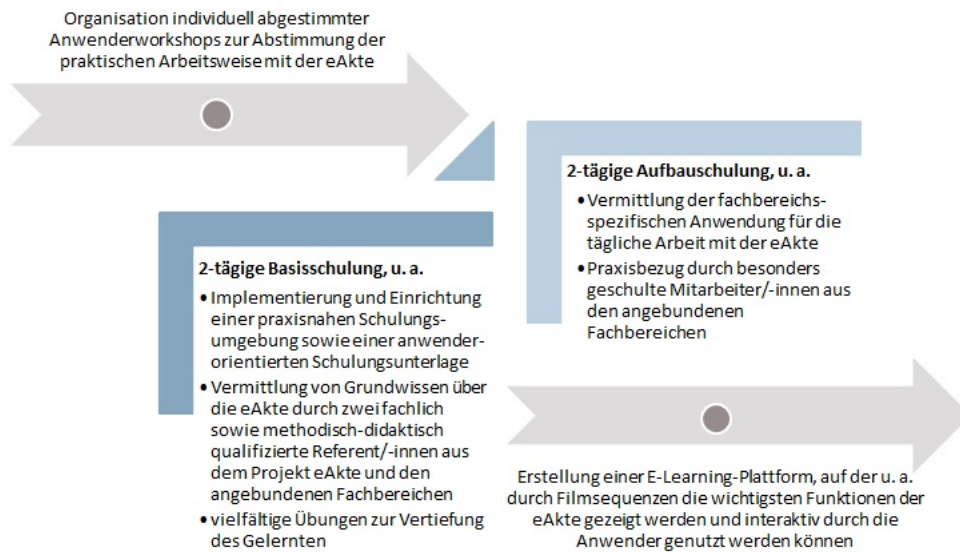 Organisation individuell abgestimmter
Anwenderworkshops zur Abstimmung der
praktischen Arbeitsweise mit der eAkte
2-tägige Basisschulung, u. a.
• Implementierung und Einrichtung
einer praxisnahen Schulungs-
umgebung sowie einer anwender-
orientierten Schulungsunterlage
• Vermittlung von Grundwissen über
die eAkte durch zwei fachlich
sowie methodisch-didaktisch
qualifizierte Referent/-innen aus
dem Projekt eAkte und den
angebundenen Fachbereichen
• vielfältige Übungen zur Vertiefung
des Gelernten
2-tägige Aufbauschulung, u. a.
• Vermittlung der fachbereichs-
spezifischen Anwendung für die
tägliche Arbeit mit der eAkte
• Praxisbezug durch besonders
geschulte Mitarbeiter/-innen aus
den angebundenen
Fachbereichen
Erstellung einer E-Learning-Plattform, auf der u. a.
durch Filmsequenzen die wichtigsten Funktionen der
eAkte gezeigt werden und interaktiv durch die
Anwender genutzt werden können